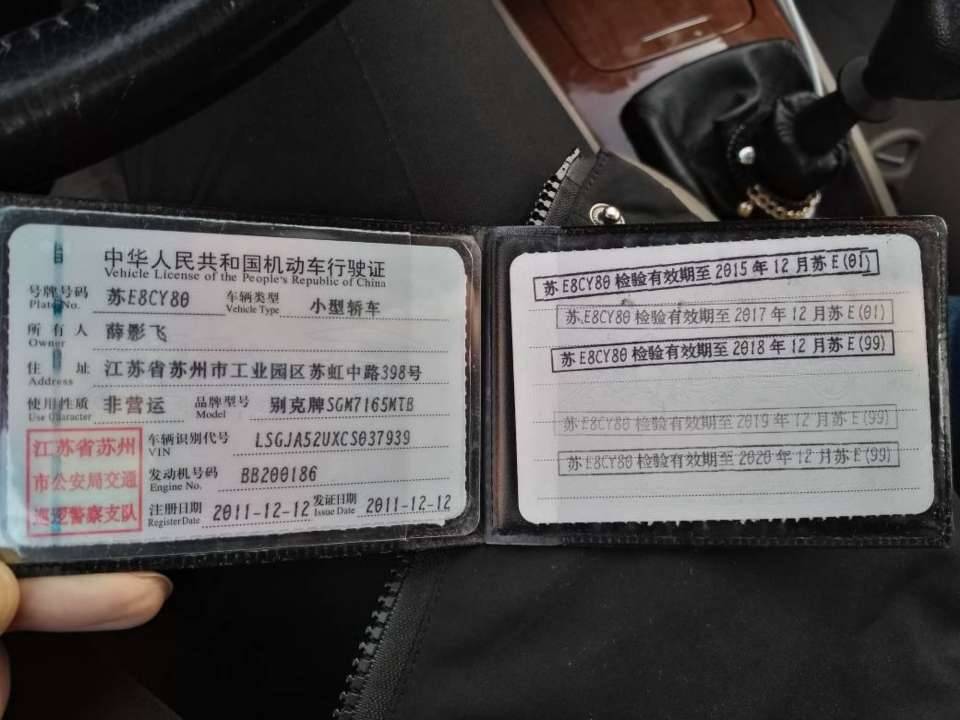 中华人民共和国机动车行驶证
Vehicle License of the People's Republic of China
号牌号码 苏E8CY80 车辆类型 小型轿车
Plate No. Vehicle Type
所有人 薛影飞
Owner
住址 江苏省苏州市工业园区苏虹中路398号
Address
使用性质 非营运 品牌型号 别克牌SGM7165MTB
Use Character Model
江苏省苏州
市公安局交通
巡逻警察支队
车辆识别代号 LSGJA52UXCS037939
VIN
发动机号码 BB200186
Engine No.
注册日期 2011-12-12 发证日期 2011-12-12
Register Date Issue Date
苏E8CY80检验有效期至2015年12月苏E(01)
苏E8CY80检验有效期至2017年12月苏E(01)
苏E8CY80检验有效期至2018年12月苏E(99)
苏E8CY80检验有效期至2019年12月苏E(99)
苏E8CY80检验有效期至2020年12月苏E(99)